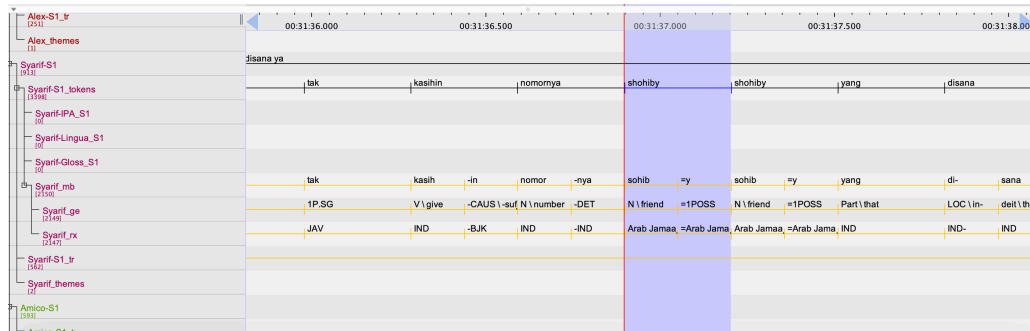 Alex-S1_tr
[251]
00:31:36.000 00:31:36.500 00:31:37.000 00:31:37.500 00:31:38.0
Alex_themes
[1]
Syarif-S1
[913]
disana ya
Syarif-S1_tokens
[3398]
tak kasihin nomornya shohiby shohiby yang disana
Syarif-IPA_S1
[0]
Syarif-Lingua_S1
[0]
Syarif-Gloss_S1
[0]
Syarif_mb
[2150]
tak kasih -in nomor -nya sohib =y sohib =y yang di- sana
Syarif_ge
[2149]
1P.SG V \ give -CAUS \ -suf N \ number -DET N \ friend =1POSS N \ friend =1POSS Part \ that LOC \ in- deit \ th
Syarif_rx
[2147]
JAV IND -BJK IND -IND Arab Jamaa =Arab Jama Arab Jamaa =Arab Jama IND IND- IND
Syarif-S1_tr
[562]
Syarif_themes
[2]
Amico-S1
[593]